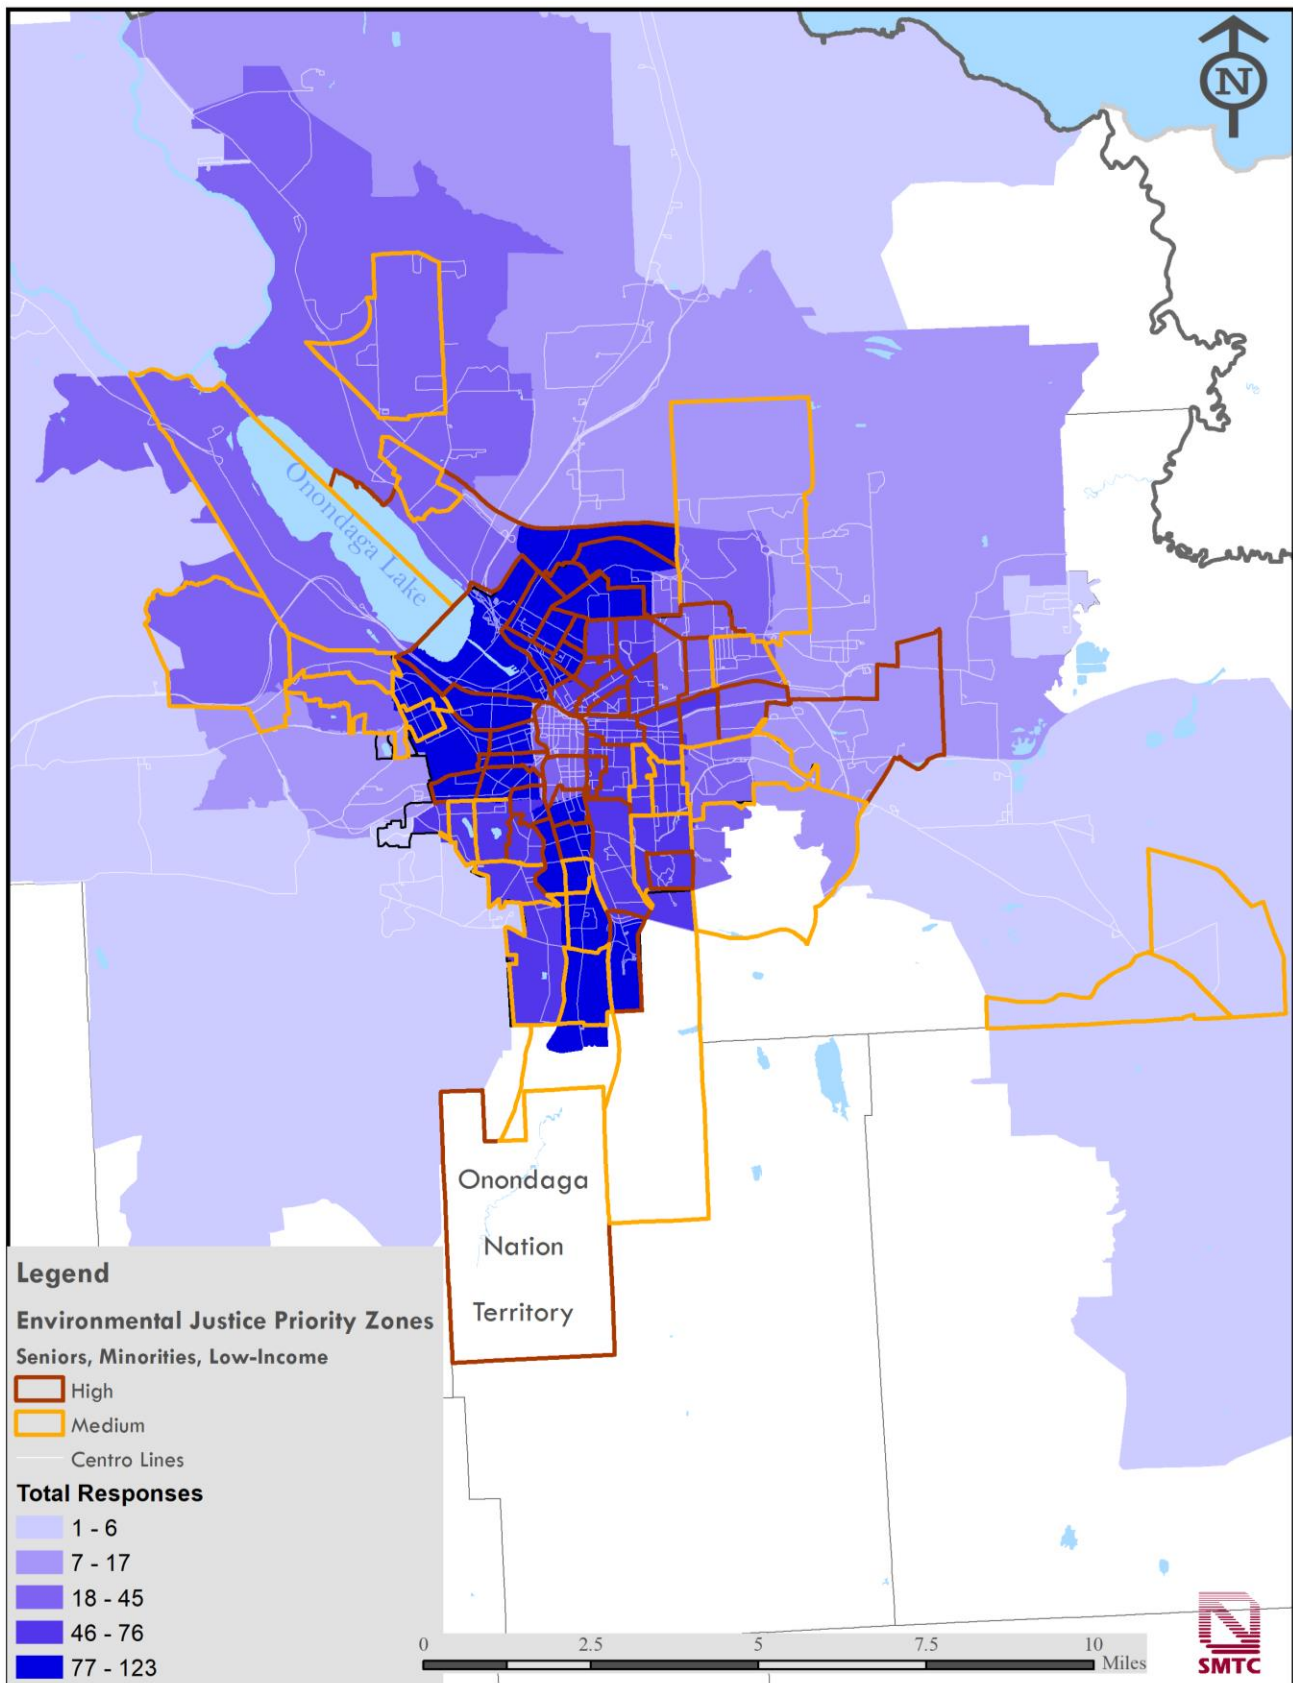 N
Onondaga Lake
Onondaga
Nation
Territory
Legend
Environmental Justice Priority Zones
Seniors, Minorities, Low-Income
High
Medium
Centro Lines
Total Responses
1 - 6
7 - 17
18 - 45
46 - 76
77 - 123
0 2.5 5 7.5 10
Miles
SMTC